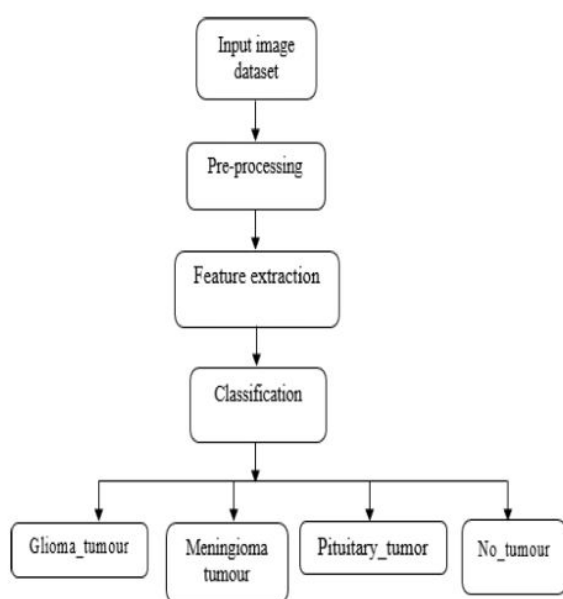 Input image
dataset
Pre-processing
Feature extraction
Classification
Glioma_tumour
Meningioma
tumour
Pituitary_tumor
No_tumour